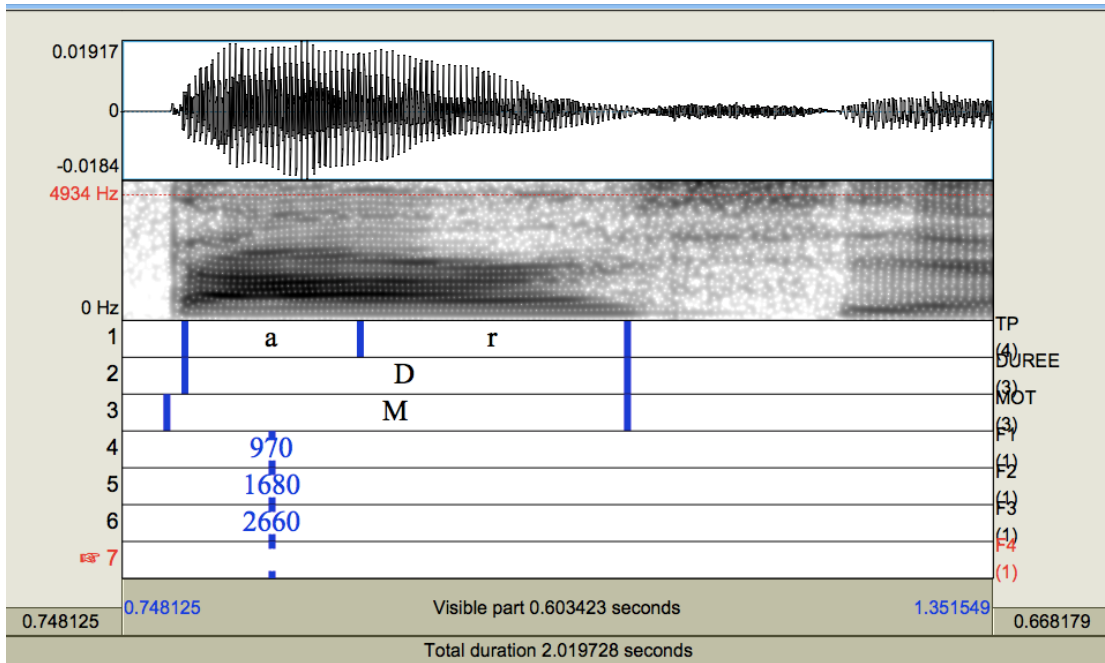 0.01917
0
-0.0184
4934 Hz
0 Hz
1 a r TP (4)
2 D DUREE (3)
3 M MOT (3)
4 970 F1 (1)
5 1680 F2 (1)
6 2660 F3 (1)
☞ 7 F4 (1)
0.748125 Visible part 0.603423 seconds 1.351549
0.748125 0.668179
Total duration 2.019728 seconds